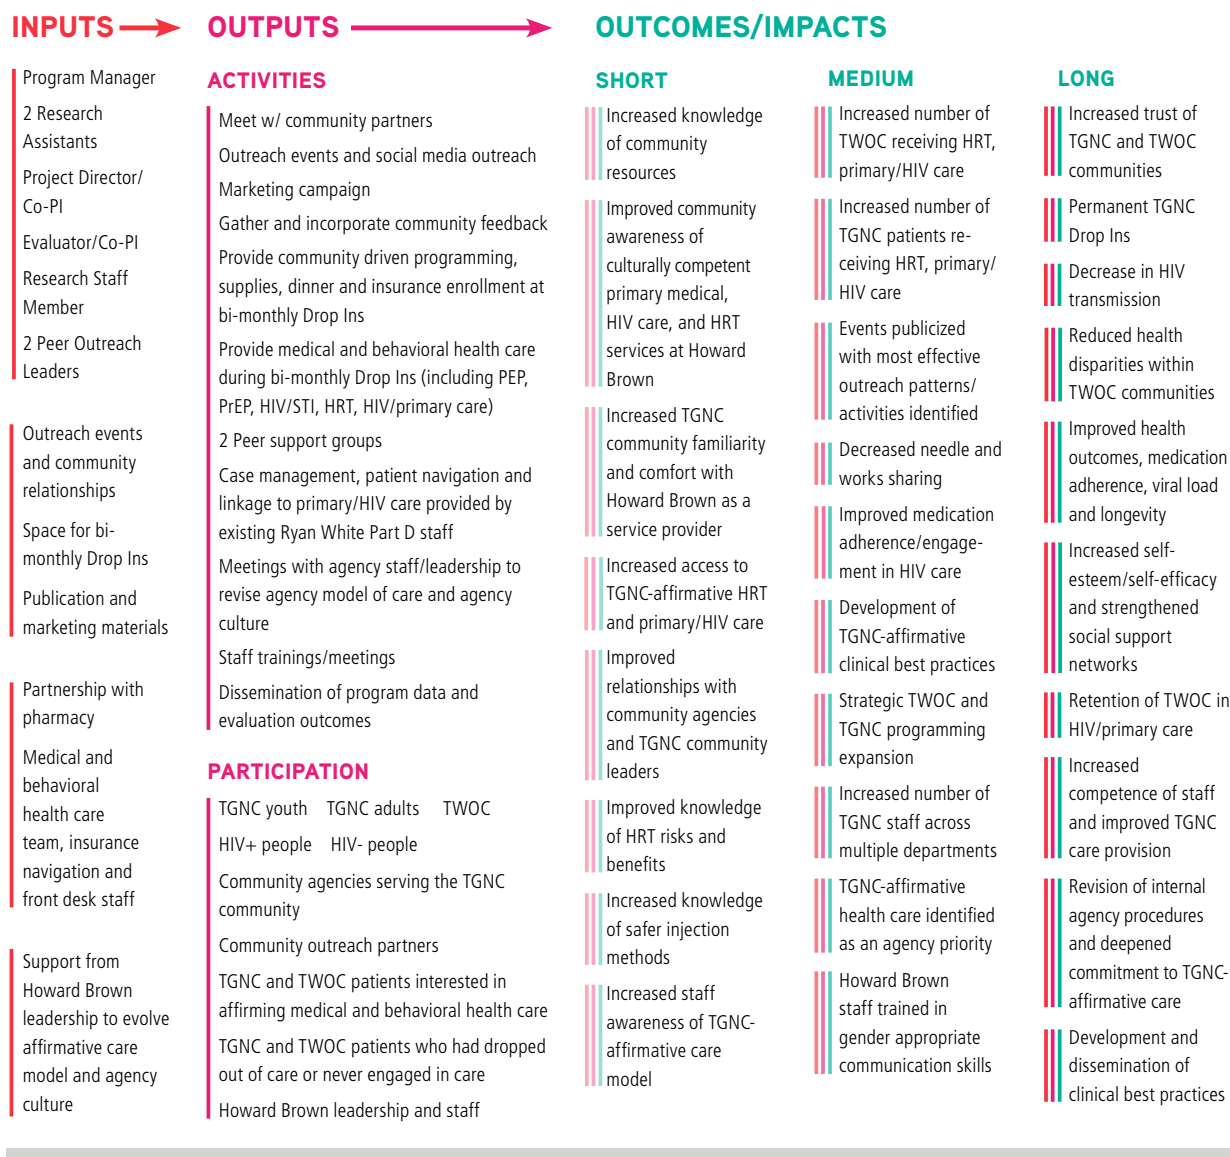 INPUTS
Program Manager
2 Research
Assistants
Project Director/
Co-PI
Evaluator/Co-PI
Research Staff
Member
2 Peer Outreach
Leaders
Outreach events
and community
relationships
Space for bi-
monthly Drop Ins
Publication and
marketing materials
Partnership with
pharmacy
Medical and
behavioral
health care
team, insurance
navigation and
front desk staff
Support from
Howard Brown
leadership to evolve
affirmative care
model and agency
culture
OUTPUTS
ACTIVITIES
Meet w/ community partners
Outreach events and social media outreach
Marketing campaign
Gather and incorporate community feedback
Provide community driven programming,
supplies, dinner and insurance enrollment at
bi-monthly Drop Ins
Provide medical and behavioral health care
during bi-monthly Drop Ins (including PEP,
PrEP, HIV/STI, HRT, HIV/primary care)
2 Peer support groups
Case management, patient navigation and
linkage to primary/HIV care provided by
existing Ryan White Part D staff
Meetings with agency staff/leadership to
revise agency model of care and agency
culture
Staff trainings/meetings
Dissemination of program data and
evaluation outcomes
PARTICIPATION
TGNC youth TGNC adults TWOC
HIV+ people HIV- people
Community agencies serving the TGNC
community
Community outreach partners
TGNC and TWOC patients interested in
affirming medical and behavioral health care
TGNC and TWOC patients who had dropped
out of care or never engaged in care
Howard Brown leadership and staff
OUTCOMES/IMPACTS
SHORT
Increased knowledge
of community
resources
Improved community
awareness of
culturally competent
primary medical,
HIV care, and HRT
services at Howard
Brown
Increased TGNC
community familiarity
and comfort with
Howard Brown as a
service provider
Increased access to
TGNC-affirmative HRT
and primary/HIV care
Improved
relationships with
community agencies
and TGNC community
leaders
Improved knowledge
of HRT risks and
benefits
Increased knowledge
of safer injection
methods
Increased staff
awareness of TGNC-
affirmative care
model
MEDIUM
Increased number of
TWOC receiving HRT,
primary/HIV care
Increased number of
TGNC patients re-
ceiving HRT, primary/
HIV care
Events publicized
with most effective
outreach patterns/
activities identified
Decreased needle and
works sharing
Improved medication
adherence/engage-
ment in HIV care
Development of
TGNC-affirmative
clinical best practices
Strategic TWOC and
TGNC programming
expansion
Increased number of
TGNC staff across
multiple departments
TGNC-affirmative
health care identified
as an agency priority
Howard Brown
staff trained in
gender appropriate
communication skills
LONG
Increased trust of
TGNC and TWOC
communities
Permanent TGNC
Drop Ins
Decrease in HIV
transmission
Reduced health
disparities within
TWOC communities
Improved health
outcomes, medication
adherence, viral load
and longevity
Increased self-
esteem/self-efficacy
and strengthened
social support
networks
Retention of TWOC in
HIV/primary care
Increased
competence of staff
and improved TGNC
care provision
Revision of internal
agency procedures
and deepened
commitment to TGNC-
affirmative care
Development and
dissemination of
clinical best practices